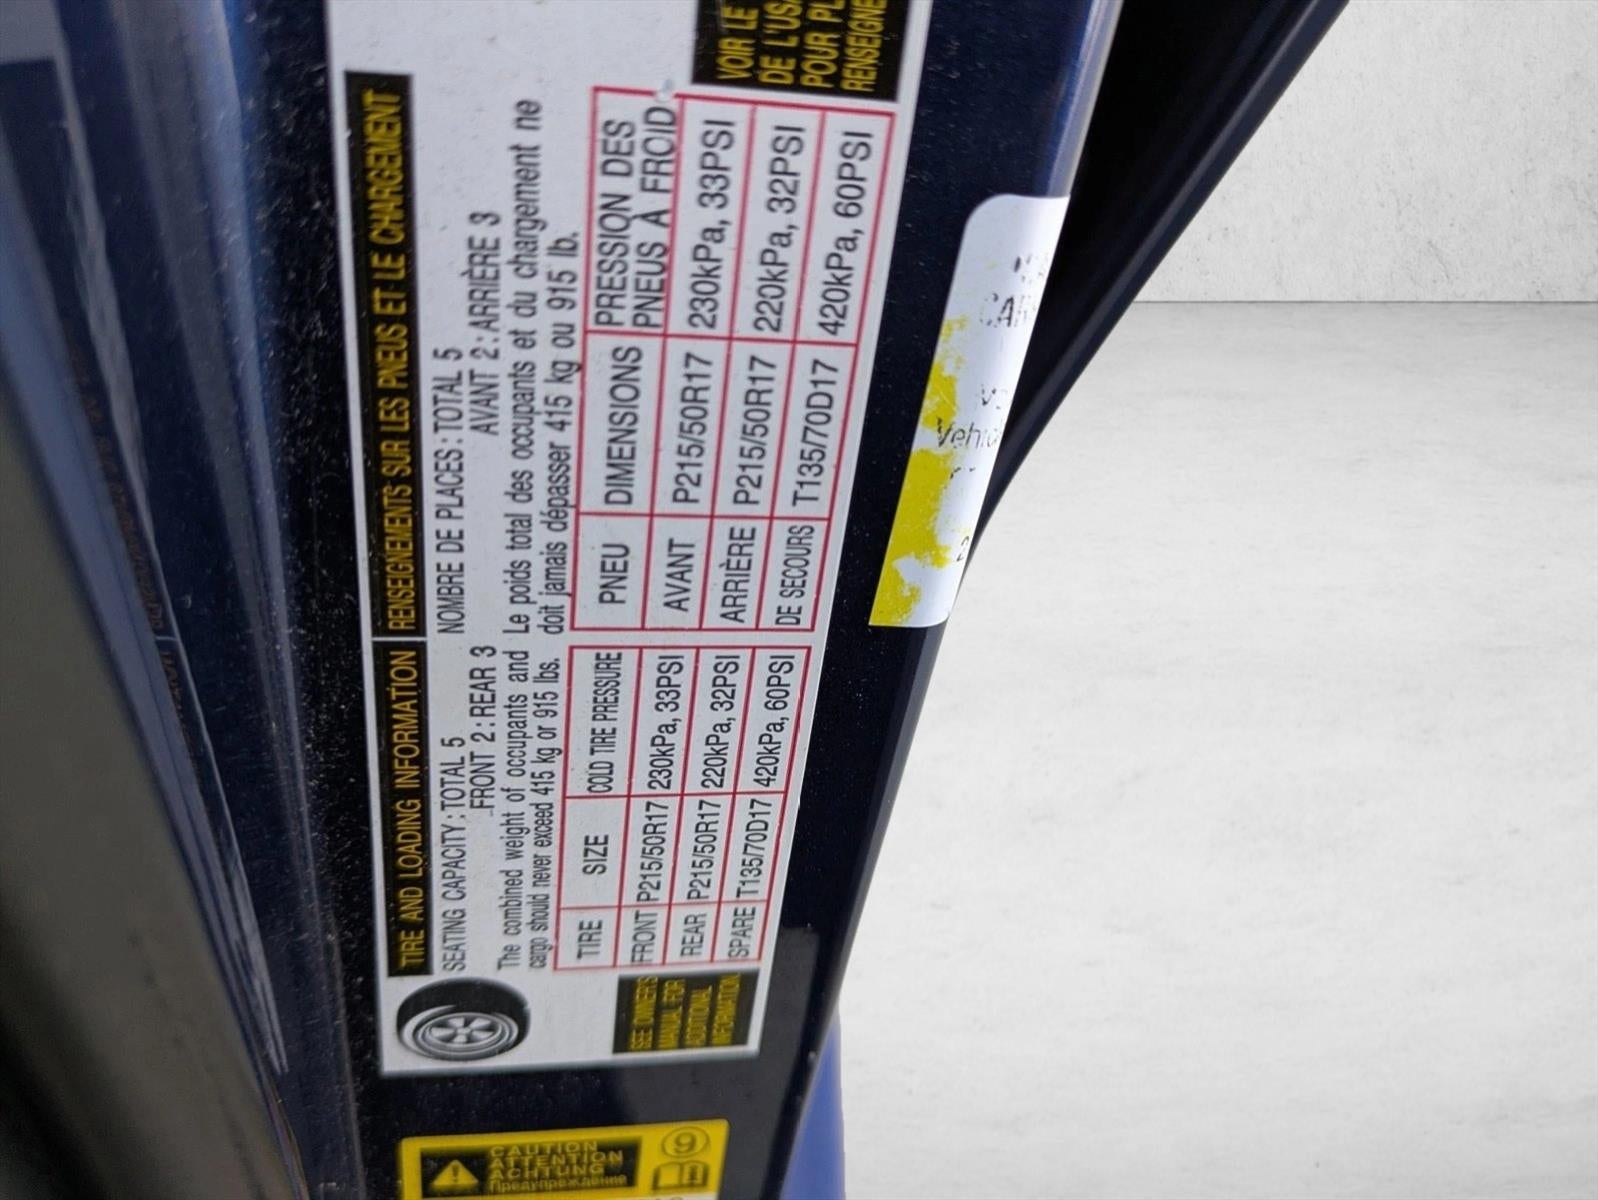 TIRE AND LOADING INFORMATION
SEATING CAPACITY : TOTAL 5
FRONT 2 : REAR 3
The combined weight of occupants and
cargo should never exceed 415 kg or 915 lbs.
TIRE SIZE COLD TIRE PRESSURE
FRONT P215/50R17 230kPa, 33PSI
REAR P215/50R17 220kPa, 32PSI
SPARE T135/70D17 420kPa, 60PSI
SEE OWNER'S
MANUAL FOR
ADDITIONAL
INFORMATION.
RENSEIGNEMENTS SUR LES PNEUS ET LE CHARGEMENT
NOMBRE DE PLACES : TOTAL 5
AVANT 2 : ARRIÈRE 3
Le poids total des occupants et du chargement ne
doit jamais dépasser 415 kg ou 915 lb.
PNEU DIMENSIONS PRESSION DES
PNEUS À FROID
AVANT P215/50R17 230kPa, 33PSI
ARRIÈRE P215/50R17 220kPa, 32PSI
DE SECOURS T135/70D17 420kPa, 60PSI
VOIR LE
DE L'USA
POUR PL
RENSEIGNE
CAUTION
ATTENTION
ACHTUNG
Предупреждение
9
CAR
Vehic
2